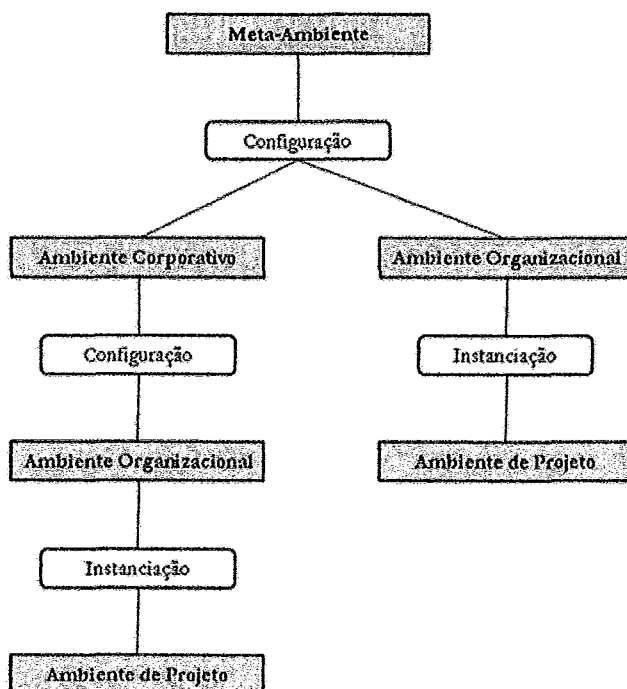 Meta-Ambiente
Configuração
Ambiente Corporativo
Ambiente Organizacional
Configuração
Instanciação
Ambiente Organizacional
Ambiente de Projeto
Instanciação
Ambiente de Projeto